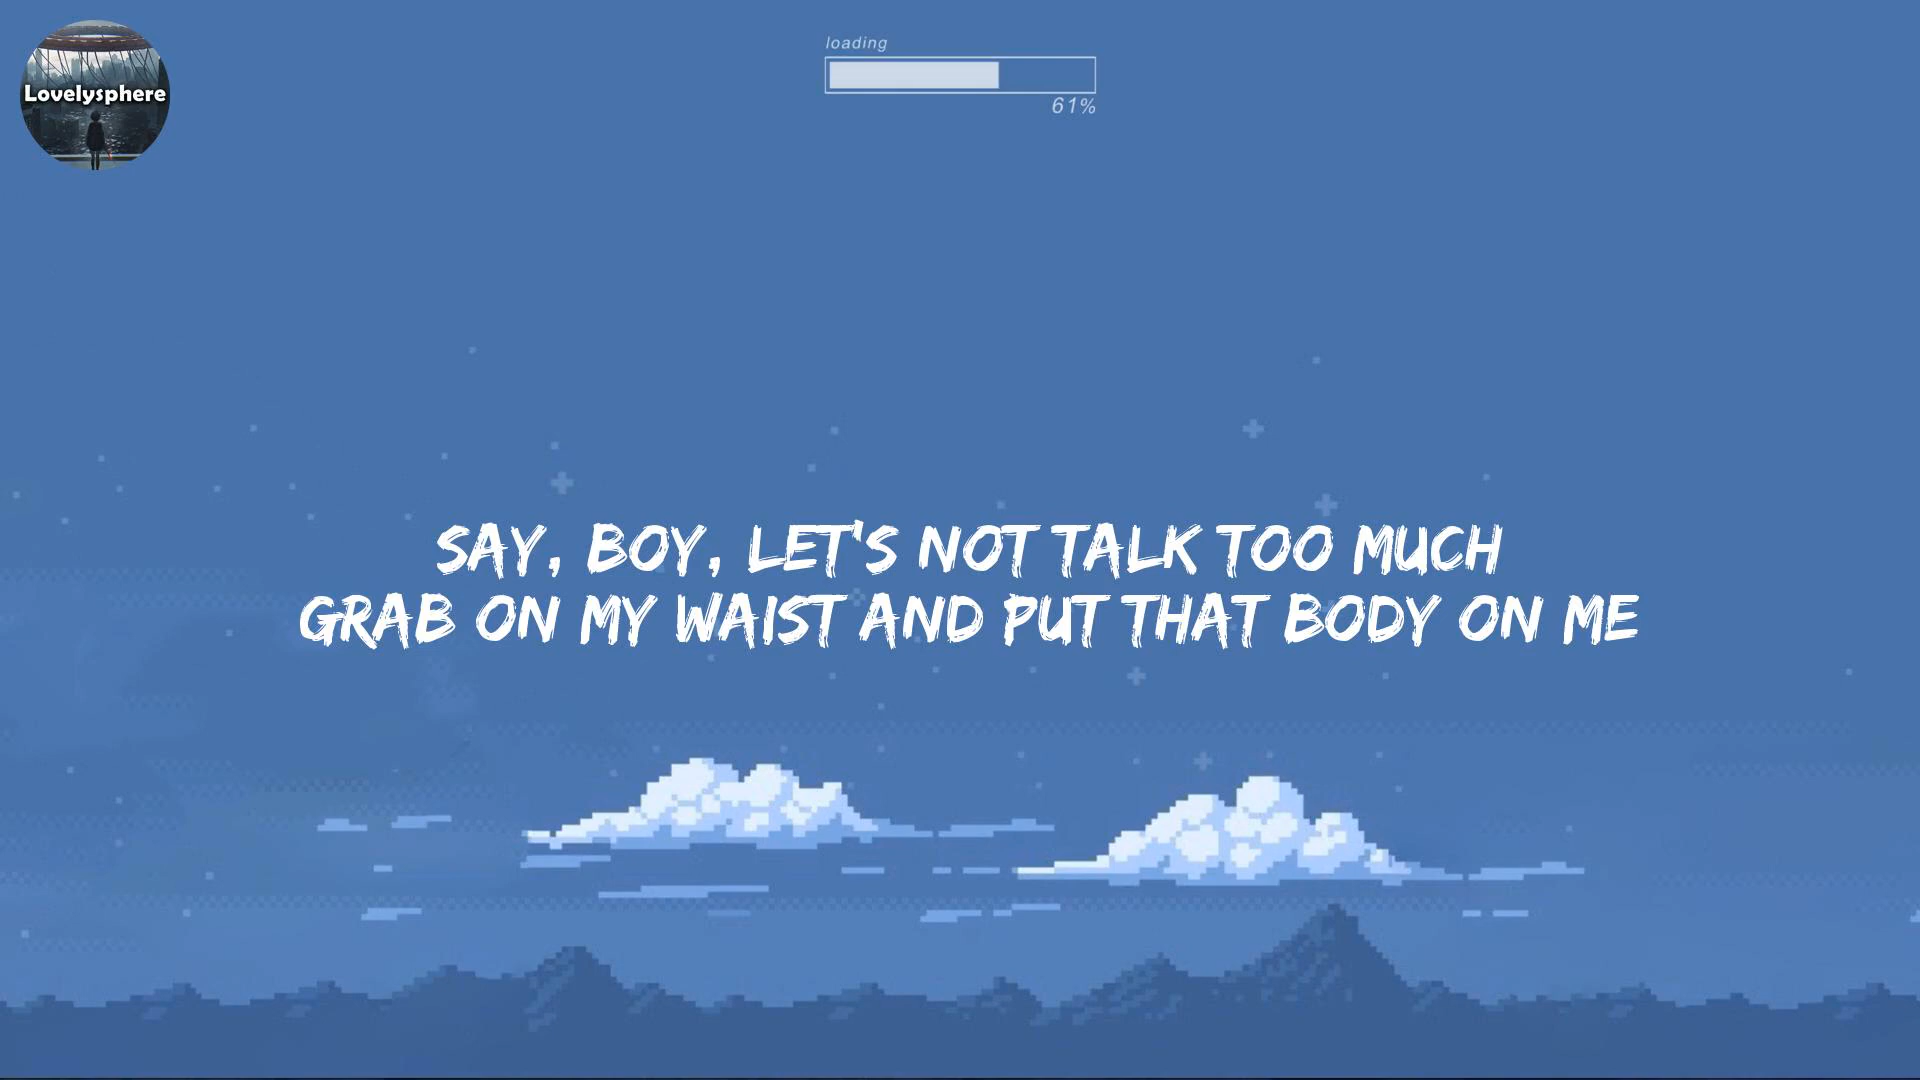 Lovelysphere
loading
61%
SAY, BOY, LET'S NOT TALK TOO MUCH
GRAB ON MY WAIST AND PUT THAT BODY ON ME